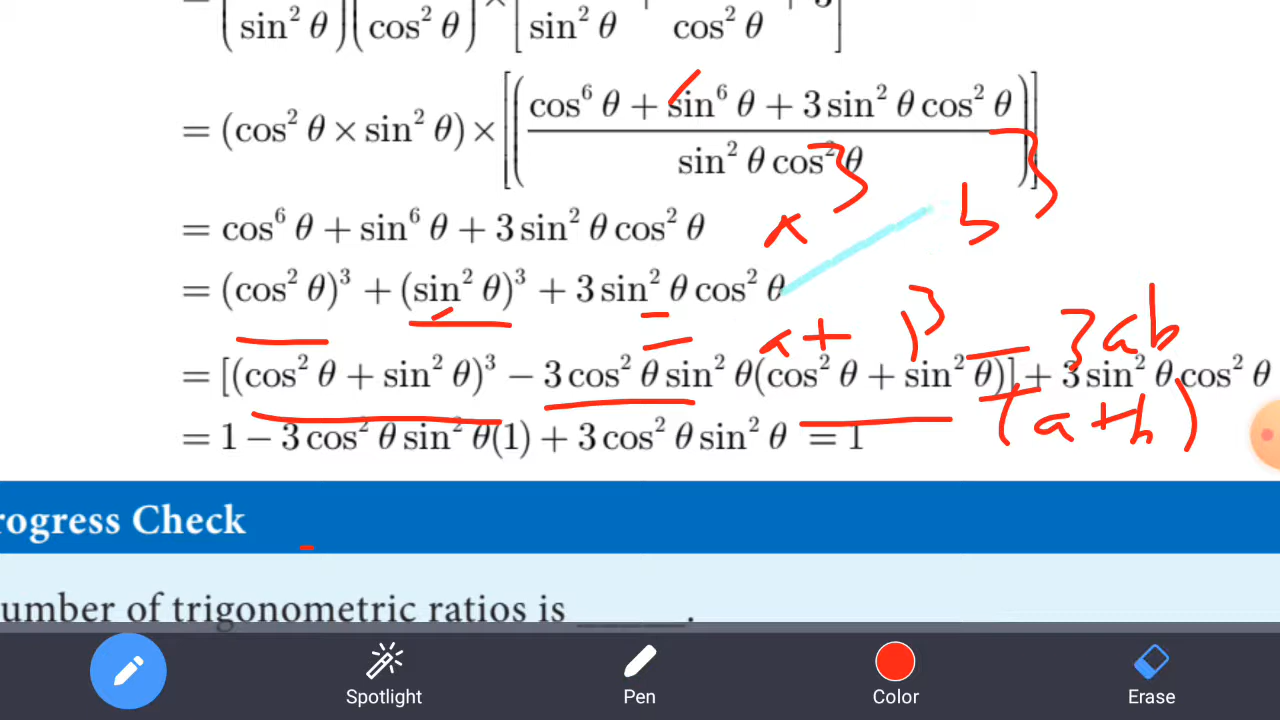 = (   / sin² θ)(   / cos² θ) × [   / sin² θ +    / cos² θ + 3]
= (cos² θ × sin² θ) × [((cos⁶ θ + sin⁶ θ + 3 sin² θ cos² θ) / (sin² θ cos² θ))]
= cos⁶ θ + sin⁶ θ + 3 sin² θ cos² θ
a³ b³
= (cos² θ)³ + (sin² θ)³ + 3 sin² θ cos² θ
3ab
= [(cos² θ + sin² θ)³ − 3 cos² θ sin² θ(cos² θ + sin² θ)] + 3 sin² θ cos² θ
(a+b)
= 1 − 3 cos² θ sin² θ(1) + 3 cos² θ sin² θ = 1
rogress Check
umber of trigonometric ratios is ______.
Spotlight Pen Color Erase